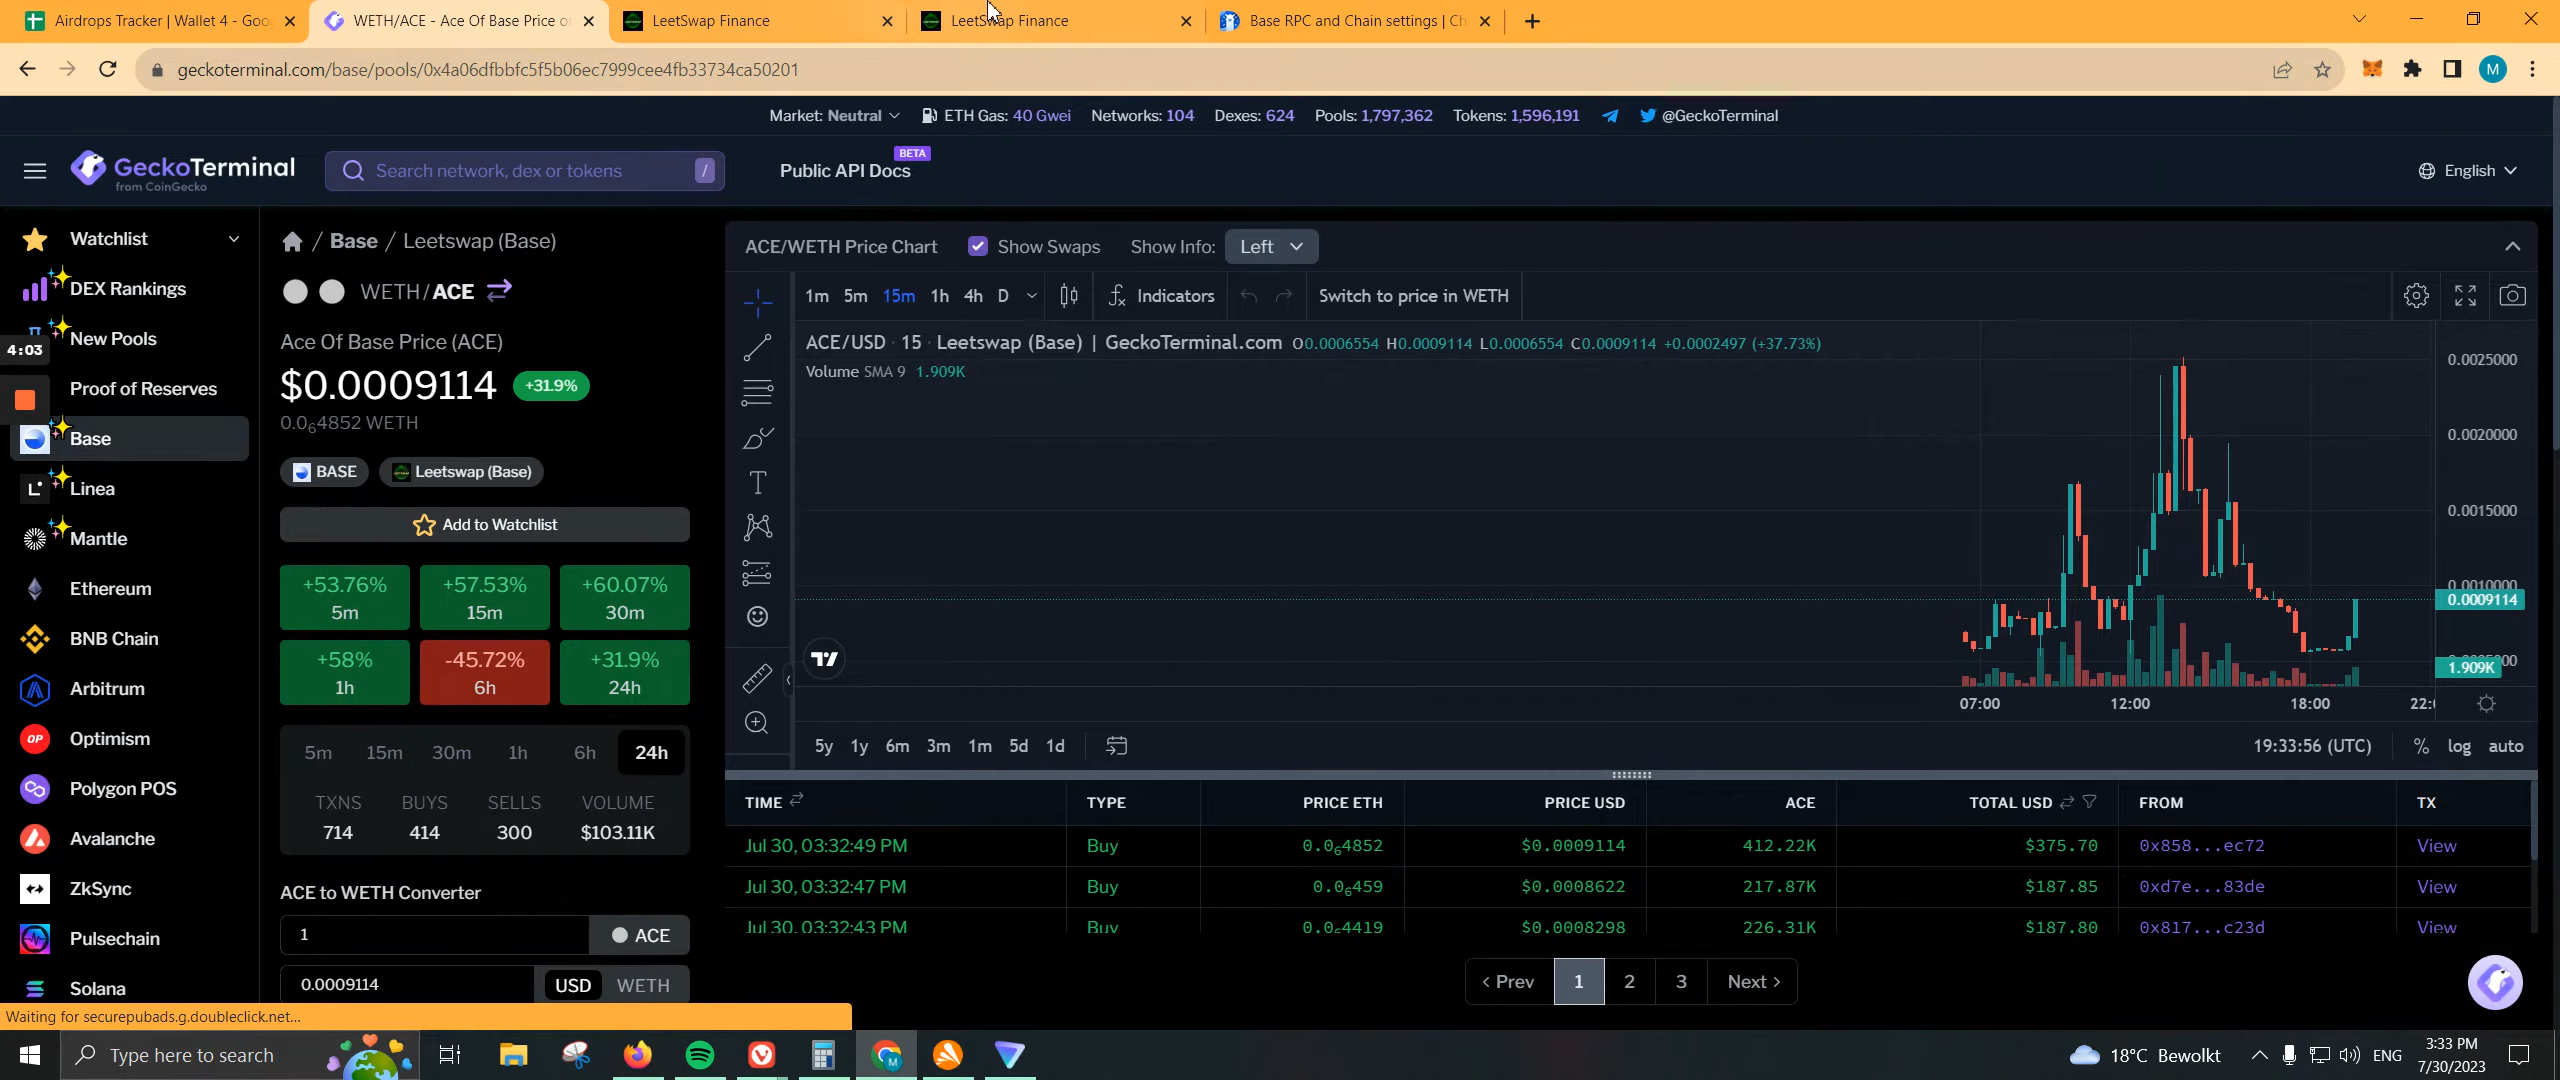 Airdrops Tracker | Wallet 4 - Goo
WETH/ACE - Ace Of Base Price o
LeetSwap Finance
LeetSwap Finance
Base RPC and Chain settings | Ch
geckoterminal.com/base/pools/0x4a06dfbbfc5f5b06ec7999cee4fb33734ca50201
M
Market: Neutral
ETH Gas: 40 Gwei
Networks: 104
Dexes: 624
Pools: 1,797,362
Tokens: 1,596,191
@GeckoTerminal
GeckoTerminal
from CoinGecko
Search network, dex or tokens
/
Public API Docs
BETA
English
Watchlist
DEX Rankings
New Pools
4:03
Proof of Reserves
Base
Linea
Mantle
Ethereum
BNB Chain
Arbitrum
OP
Optimism
Polygon POS
Avalanche
ZkSync
Pulsechain
Solana
/ Base / Leetswap (Base)
WETH/ACE
Ace Of Base Price (ACE)
$0.0009114 +31.9%
0.0₆4852 WETH
BASE
Leetswap (Base)
Add to Watchlist
+53.76% +57.53% +60.07%
5m 15m 30m
+58% -45.72% +31.9%
1h 6h 24h
5m 15m 30m 1h 6h 24h
TXNS BUYS SELLS VOLUME
714 414 300 $103.11K
ACE to WETH Converter
1 ACE
0.0009114 USD WETH
ACE/WETH Price Chart
Show Swaps
Show Info: Left
1m 5m 15m 1h 4h D
Indicators
Switch to price in WETH
ACE/USD · 15 · Leetswap (Base) | GeckoTerminal.com O0.0006554 H0.0009114 L0.0006554 C0.0009114 +0.0002497 (+37.73%)
Volume SMA 9 1.909K
0.0025000
0.0020000
0.0015000
0.0010000
0.0009114
1.909K
07:00 12:00 18:00 22:
5y 1y 6m 3m 1m 5d 1d
19:33:56 (UTC) % log auto
TIME TYPE PRICE ETH PRICE USD ACE TOTAL USD FROM TX
Jul 30, 03:32:49 PM Buy 0.0₆4852 $0.0009114 412.22K $375.70 0x858...ec72 View
Jul 30, 03:32:47 PM Buy 0.0₆459 $0.0008622 217.87K $187.85 0xd7e...83de View
Jul 30, 03:32:43 PM Buy 0.0₆4419 $0.0008298 226.31K $187.80 0x817...c23d View
‹ Prev 1 2 3 Next ›
Waiting for securepubads.g.doubleclick.net...
Type here to search
18°C Bewolkt
ENG
3:33 PM
7/30/2023